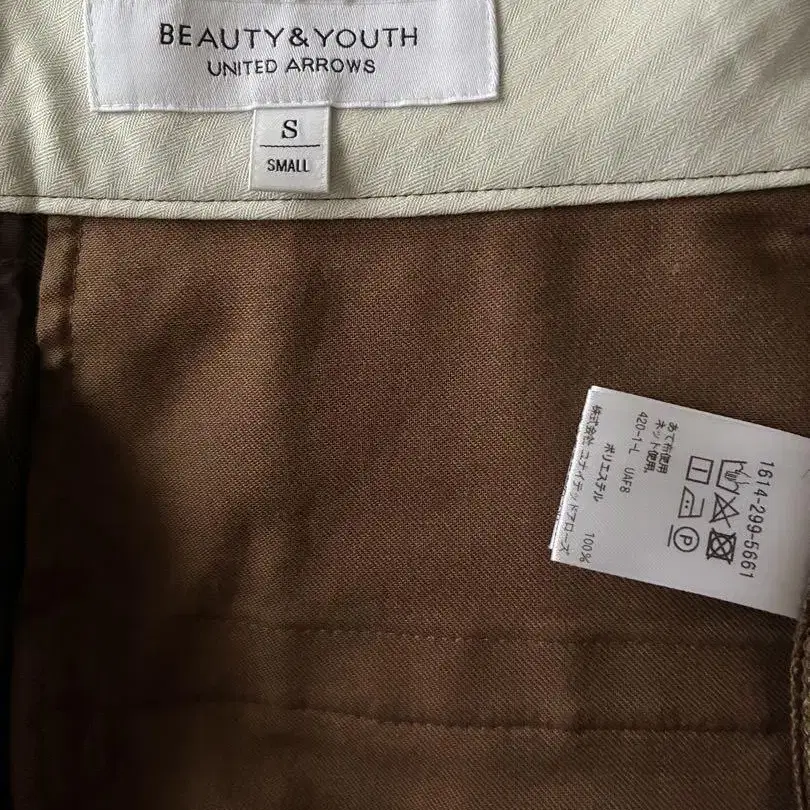 BEAUTY&YOUTH
UNITED ARROWS
S
SMALL
1614-299-5661
P
あて布使用
ネット使用
420-1-L UAF8
ポリエステル 100%
株式会社 ユナイテッドアローズ